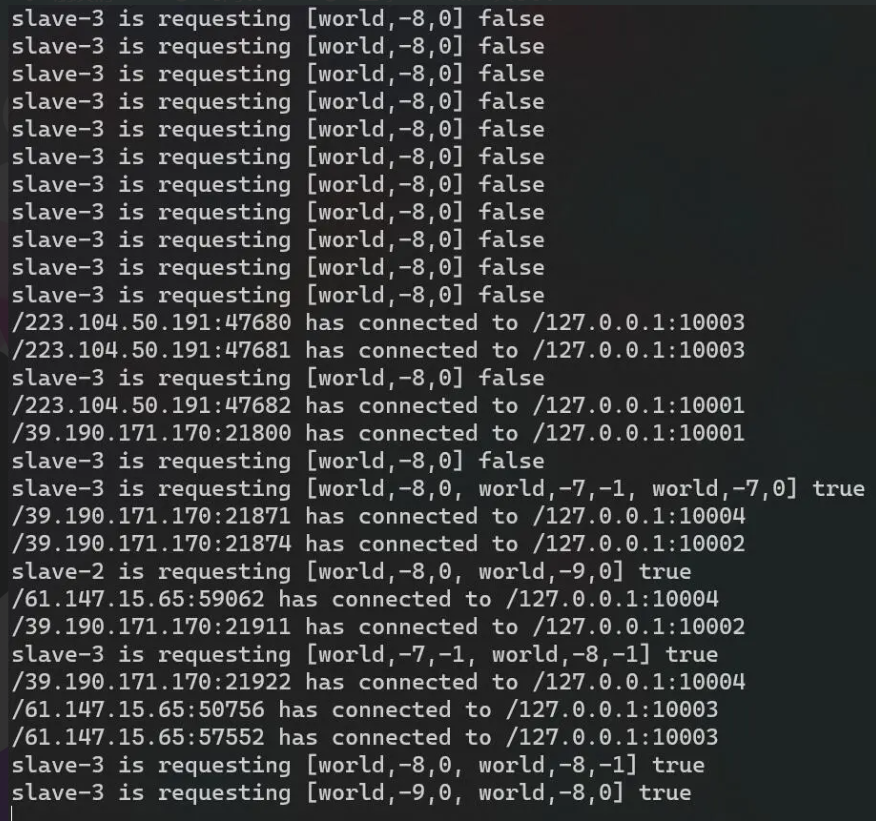 slave-3 is requesting [world,-8,0] false
slave-3 is requesting [world,-8,0] false
slave-3 is requesting [world,-8,0] false
slave-3 is requesting [world,-8,0] false
slave-3 is requesting [world,-8,0] false
slave-3 is requesting [world,-8,0] false
slave-3 is requesting [world,-8,0] false
slave-3 is requesting [world,-8,0] false
slave-3 is requesting [world,-8,0] false
slave-3 is requesting [world,-8,0] false
slave-3 is requesting [world,-8,0] false
/223.104.50.191:47680 has connected to /127.0.0.1:10003
/223.104.50.191:47681 has connected to /127.0.0.1:10003
slave-3 is requesting [world,-8,0] false
/223.104.50.191:47682 has connected to /127.0.0.1:10001
/39.190.171.170:21800 has connected to /127.0.0.1:10001
slave-3 is requesting [world,-8,0] false
slave-3 is requesting [world,-8,0, world,-7,-1, world,-7,0] true
/39.190.171.170:21871 has connected to /127.0.0.1:10004
/39.190.171.170:21874 has connected to /127.0.0.1:10002
slave-2 is requesting [world,-8,0, world,-9,0] true
/61.147.15.65:59062 has connected to /127.0.0.1:10004
/39.190.171.170:21911 has connected to /127.0.0.1:10002
slave-3 is requesting [world,-7,-1, world,-8,-1] true
/39.190.171.170:21922 has connected to /127.0.0.1:10004
/61.147.15.65:50756 has connected to /127.0.0.1:10003
/61.147.15.65:57552 has connected to /127.0.0.1:10003
slave-3 is requesting [world,-8,0, world,-8,-1] true
slave-3 is requesting [world,-9,0, world,-8,0] true